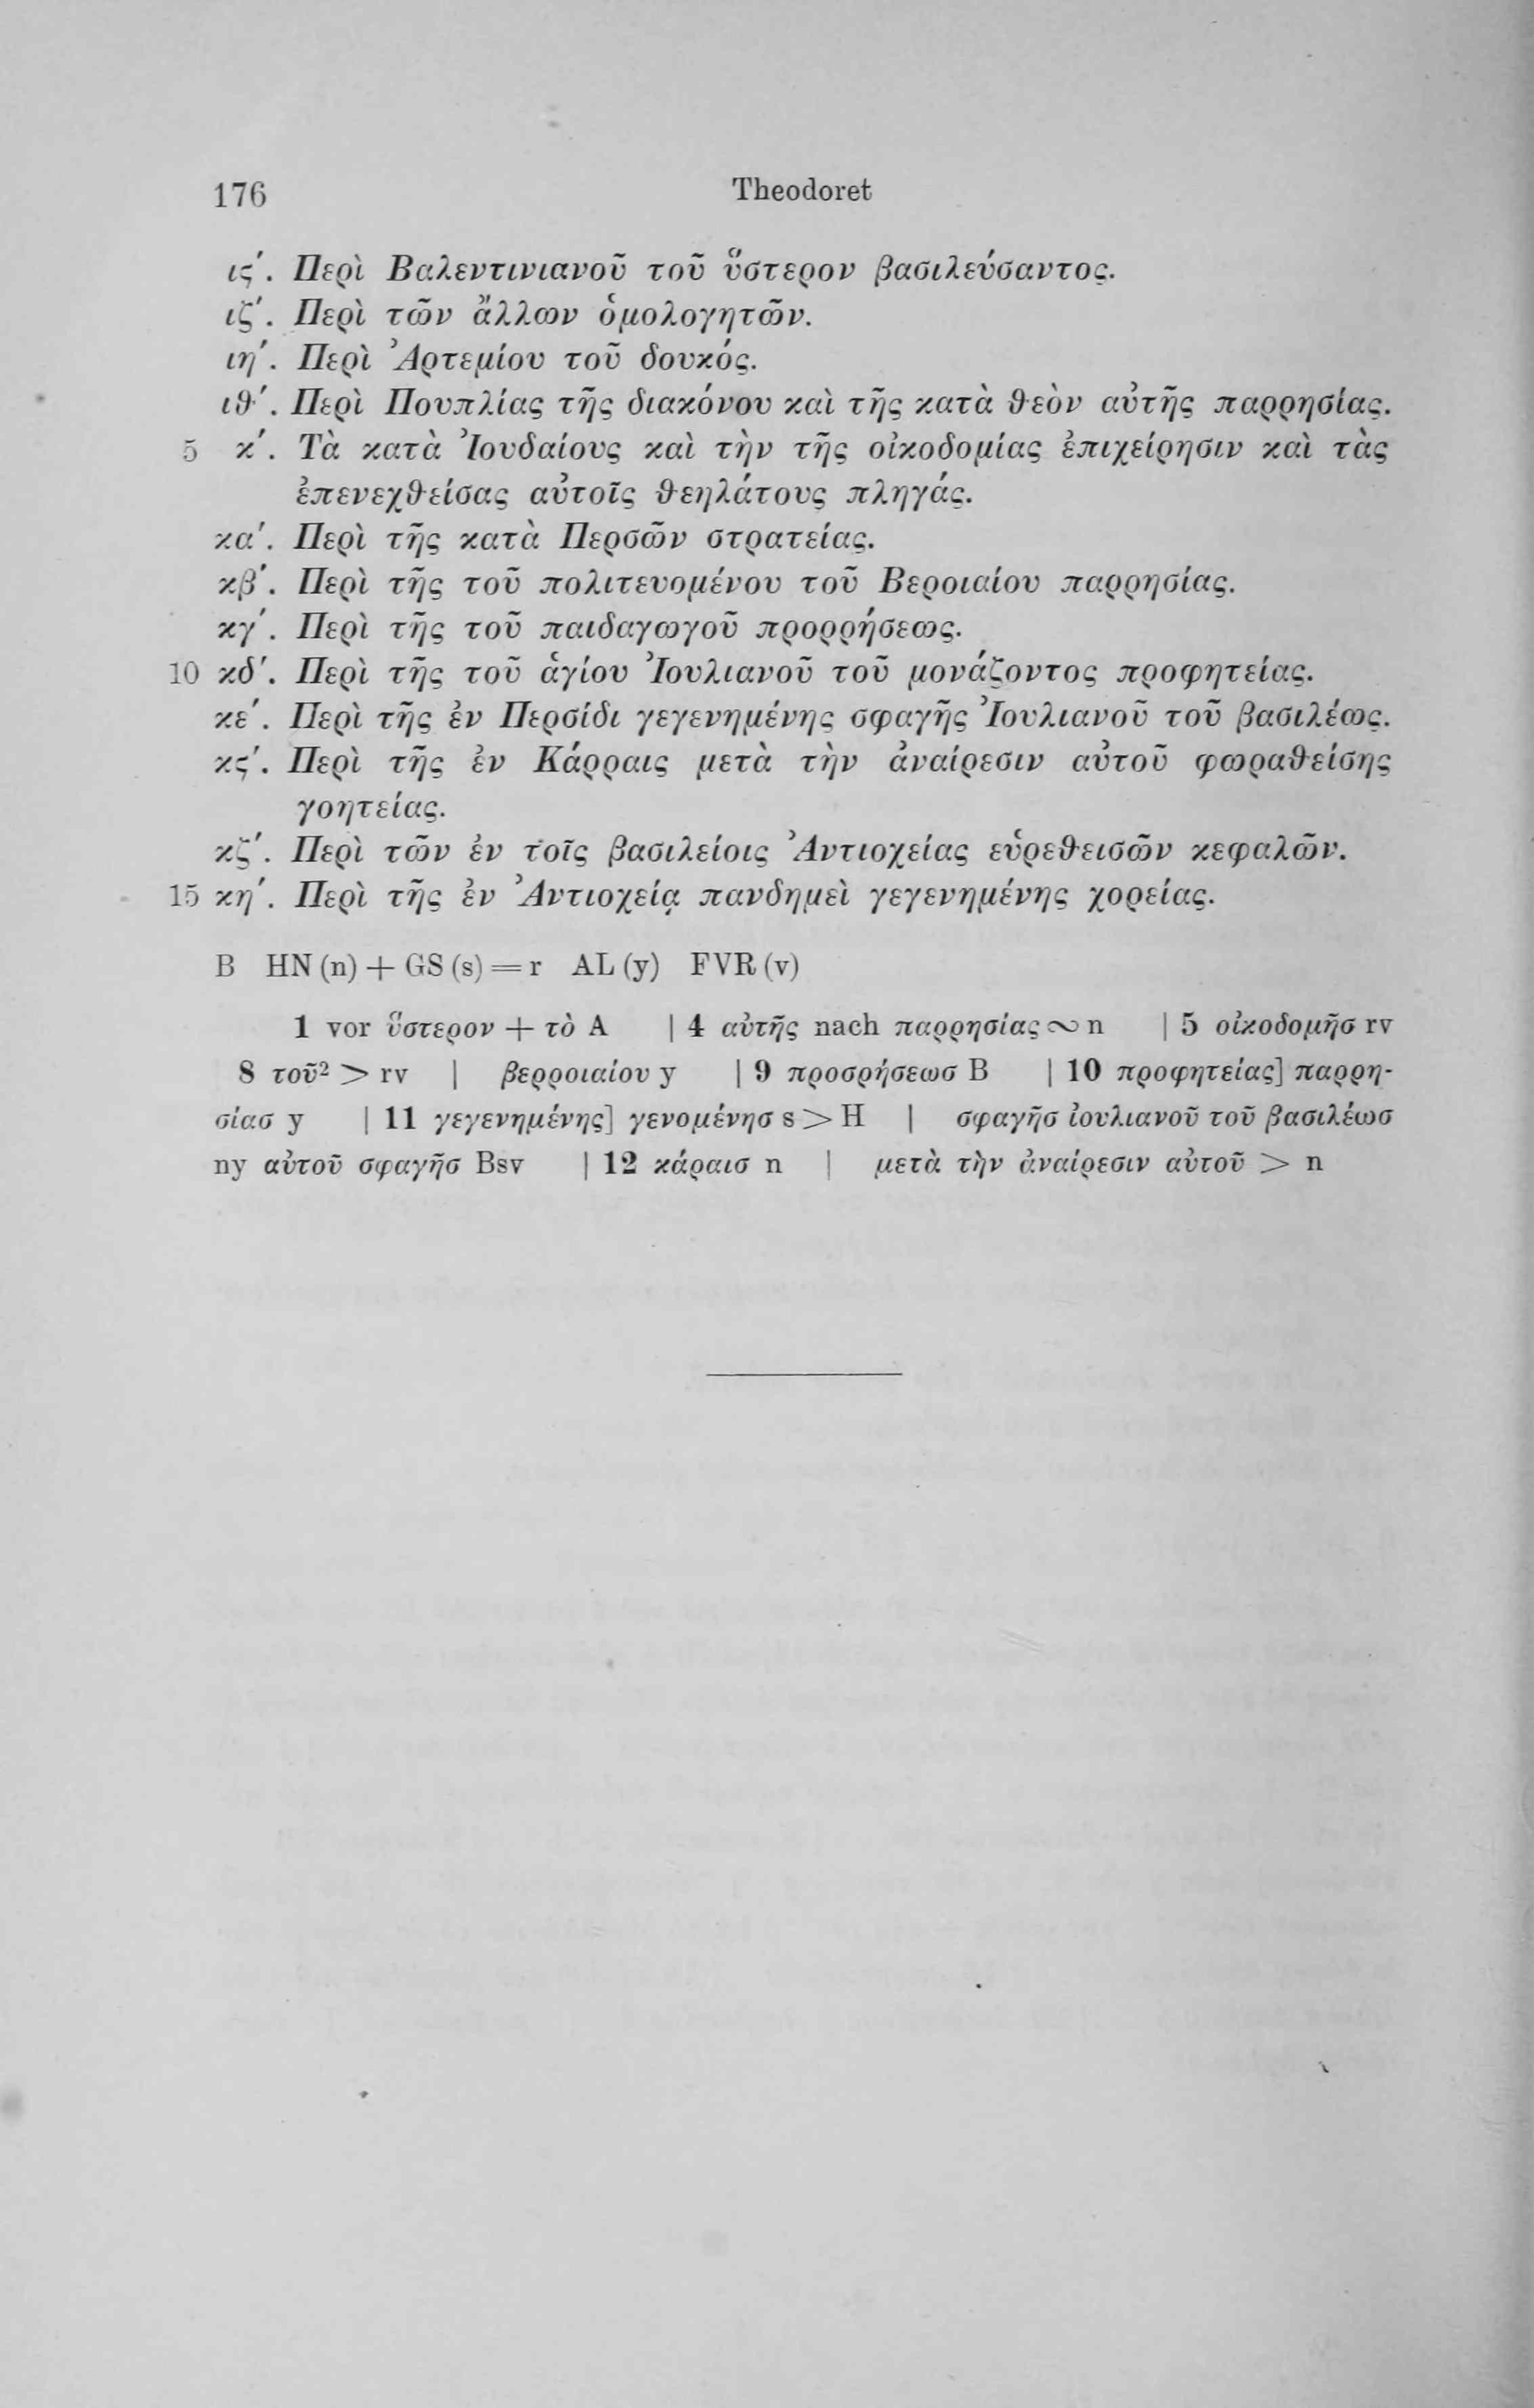 176 Theodoret
ις΄. Περὶ Βαλεντινιανοῦ τοῦ ὕστερον βασιλεύσαντος.
ιζ΄. Περὶ τῶν ἄλλων ὁμολογητῶν.
ιη΄. Περὶ Ἀρτεμίου τοῦ δουκός.
ιθ΄. Περὶ Πουπλίας τῆς διακόνου καὶ τῆς κατὰ θεὸν αὐτῆς παρρησίας.
5 κ΄. Τὰ κατὰ Ἰουδαίους καὶ τὴν τῆς οἰκοδομίας ἐπιχείρησιν καὶ τὰς
ἐπενεχθείσας αὐτοῖς θεηλάτους πληγάς.
κα΄. Περὶ τῆς κατὰ Περσῶν στρατείας.
κβ΄. Περὶ τῆς τοῦ πολιτευομένου τοῦ Βεροιαίου παρρησίας.
κγ΄. Περὶ τῆς τοῦ παιδαγωγοῦ προρρήσεως.
10 κδ΄. Περὶ τῆς τοῦ ἁγίου Ἰουλιανοῦ τοῦ μονάζοντος προφητείας.
κε΄. Περὶ τῆς ἐν Περσίδι γεγενημένης σφαγῆς Ἰουλιανοῦ τοῦ βασιλέως.
κς΄. Περὶ τῆς ἐν Κάρραις μετὰ τὴν ἀναίρεσιν αὐτοῦ φωραθείσης
γοητείας.
κζ΄. Περὶ τῶν ἐν τοῖς βασιλείοις Ἀντιοχείας εὑρεθεισῶν κεφαλῶν.
15 κη΄. Περὶ τῆς ἐν Ἀντιοχείᾳ πανδημεὶ γεγενημένης χορείας.
B HN (n) + GS (s) = r AL (y) FVR (v)
1 vor ὕστερον + τὸ A | 4 αὐτῆς nach παρρησίας ∾ n | 5 οἰκοδομῆσ rv
8 τοῦ² > rv | βερροιαίου y | 9 προσρήσεωσ B | 10 προφητείας] παρρη-
σίασ y | 11 γεγενημένης] γενομένησ s > H | σφαγῆσ ἰουλιανοῦ τοῦ βασιλέωσ
ny αὐτοῦ σφαγῆσ Bsv | 12 κάραισ n | μετὰ τὴν ἀναίρεσιν αὐτοῦ > n